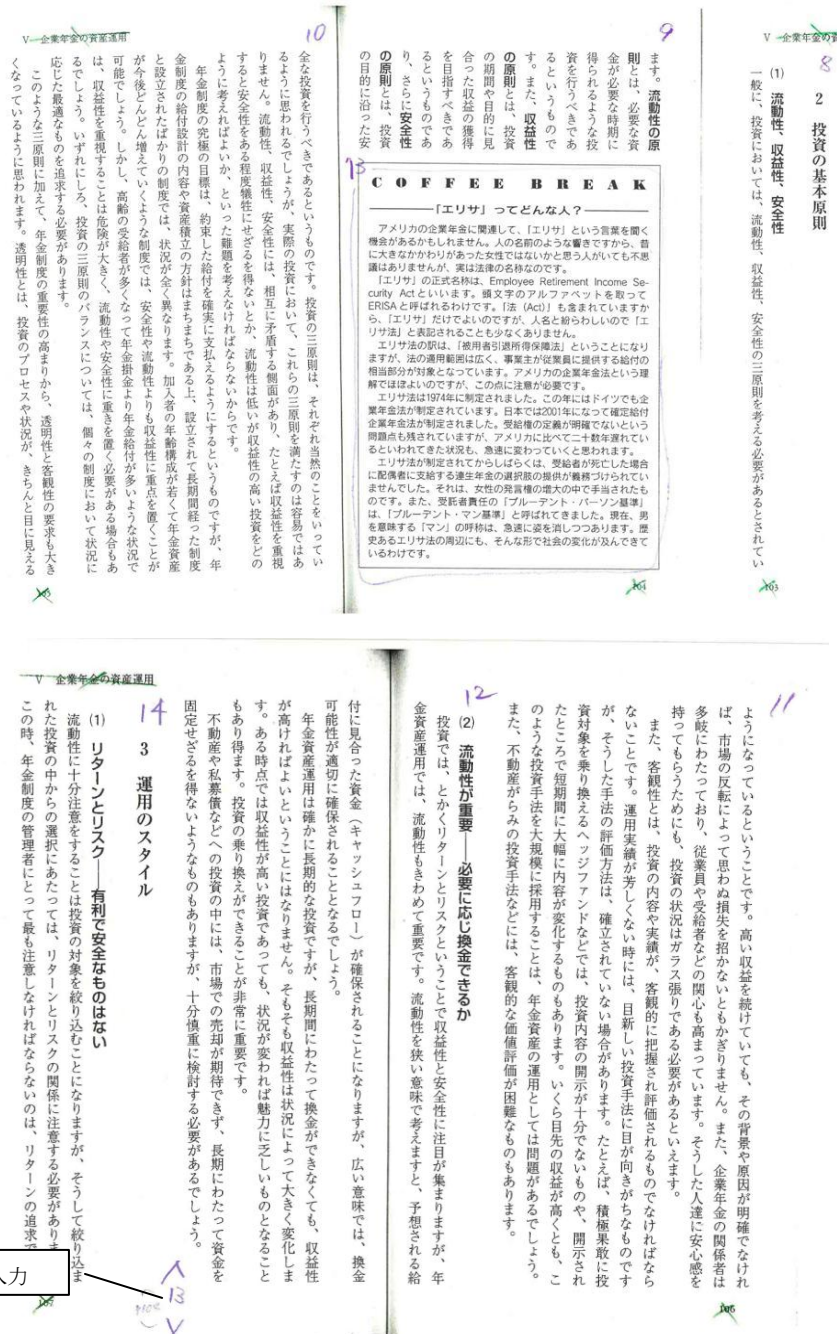 V 企業年金の資
8
2 投資の基本原則
(1) 流動性、収益性、安全性
一般に、投資においては、流動性、収益性、安全性の三原則を考える必要があるとされてい
103
9
ます。流動性の原
則とは、必要な資
金が必要な時期に
得られるような投
資を行うべきであ
るというもので
す。また、収益性
の原則とは、投資
の期間や目的に見
合った収益の獲得
を目指すべきであ
るというものであ
り、さらに安全性
の原則とは、投資
の目的に沿った安
13
COFFEE BREAK
「エリサ」ってどんな人?
アメリカの企業年金に関連して、「エリサ」という言葉を聞く
機会があるかもしれません。人の名前のような響きですから、昔
に大きなかかわりがあった女性ではないかと思う人がいても不思
議はありませんが、実は法律の名称なのです。
「エリサ」の正式名称は、Employee Retirement Income Se-
curity Actといいます。頭文字のアルファベットを取って
ERISAと呼ばれるわけです。「法（Act）」も含まれていますか
ら、「エリサ」だけでよいのですが、人名と紛らわしいので「エ
リサ法」と表記されることも少なくありません。
エリサ法の訳は、「被用者引退所得保障法」ということになり
ますが、法の適用範囲は広く、事業主が従業員に提供する給付の
相当部分が対象となっています。アメリカの企業年金法という理
解でほぼよいのですが、この点に注意が必要です。
エリサ法は1974年に制定されました。この年にはドイツでも企
業年金法が制定されています。日本では2001年になって確定給付
企業年金法が制定されました。受給権の定義が明確でないという
問題点も残されていますが、アメリカに比べて二十数年遅れてい
るといわれてきた状況も、急速に変わっていくと思われます。
エリサ法が制定されてからしばらくは、受給者が死亡した場合
に配偶者に支給する連生年金の選択肢の提供が義務づけられてい
ませんでした。それは、女性の発言権の増大の中で手当されたも
のです。また、受託者責任の「プルーデント・パーソン基準」
は、「プルーデント・マン基準」と呼ばれてきました。現在、男
を意味する「マン」の呼称は、急速に姿を消しつつあります。歴
史あるエリサ法の周辺にも、そんな形で社会の変化が及んできて
いるわけです。
104
V 企業年金の資産運用
10
全な投資を行うべきであるというものです。投資の三原則は、それぞれ当然のことをいってい
るように思われるでしょうが、実際の投資において、これらの三原則を満たすのは容易ではあ
りません。流動性、収益性、安全性には、相互に矛盾する側面があり、たとえば収益性を重視
すると安全性をある程度犠牲にせざるを得ないとか、流動性は低いが収益性の高い投資をどの
ように考えればよいか、といった難題を考えなければならないからです。
年金制度の究極の目標は、約束した給付を確実に支払えるようにするというものですが、年
金制度の給付設計の内容や資産積立の方針はまちまちである上、設立されて長期間経った制度
と設立されたばかりの制度では、状況が全く異なります。加入者の年齢構成が若くて年金資産
が今後どんどん増えていくような制度では、安全性や流動性よりも収益性に重点を置くことが
可能でしょう。しかし、高齢の受給者が多くなって年金掛金より年金給付が多いような状況で
は、収益性を重視することは危険が大きく、流動性や安全性に重きを置く必要がある場合もあ
るでしょう。いずれにしろ、投資の三原則のバランスについては、個々の制度において状況に
応じた最適なものを追求する必要があります。
このような三原則に加えて、年金制度の重要性の高まりから、透明性と客観性の要求も大き
くなっているように思われます。透明性とは、投資のプロセスや状況が、きちんと目に見える
105
11
ようになっているということです。高い収益を続けていても、その背景や原因が明確でなけれ
ば、市場の反転によって思わぬ損失を招かないともかぎりません。また、企業年金の関係者は
多岐にわたっており、従業員や受給者などの関心も高まっています。そうした人達に安心感を
持ってもらうためにも、投資の状況はガラス張りである必要があるといえます。
また、客観性とは、投資の内容や実績が、客観的に把握され評価されるものでなければなら
ないことです。運用実績が芳しくない時には、目新しい投資手法に目が向きがちなものです
が、そうした手法の評価方法は、確立されていない場合があります。たとえば、積極果敢に投
資対象を乗り換えるヘッジファンドなどでは、投資内容の開示が十分でないものや、開示され
たところで短期間に大幅に内容が変化するものもあります。いくら目先の収益が高くとも、こ
のような投資手法を大規模に採用することは、年金資産の運用としては問題があるでしょう。
また、不動産がらみの投資手法などには、客観的な価値評価が困難なものもあります。
12
(2) 流動性が重要――必要に応じ換金できるか
投資では、とかくリターンとリスクということで収益性と安全性に注目が集まりますが、年
金資産運用では、流動性もきわめて重要です。流動性を狭い意味で考えますと、予想される給
106
V 企業年金の資産運用
付に見合った資金（キャッシュフロー）が確保されることになりますが、広い意味では、換金
可能性が適切に確保されることとなるでしょう。
年金資産運用は確かに長期的な投資ですが、長期間にわたって換金ができなくても、収益性
が高ければよいということにはなりません。そもそも収益性は状況によって大きく変化しま
す。ある時点では収益性が高い投資であっても、状況が変われば魅力に乏しいものとなること
もあり得ます。投資の乗り換えができることが非常に重要です。
不動産や私募債などへの投資の中には、市場での売却が期待できず、長期にわたって資金を
固定せざるを得ないようなものもありますが、十分慎重に検討する必要があるでしょう。
14
3 運用のスタイル
(1) リターンとリスク――有利で安全なものはない
流動性に十分注意をすることは投資の対象を絞り込むことになりますが、そうして絞り込ま
れた投資の中からの選択にあたっては、リターンとリスクの関係に注意する必要がありま
この時、年金制度の管理者にとって最も注意しなければならないのは、リターンの追求で
入力
13
107